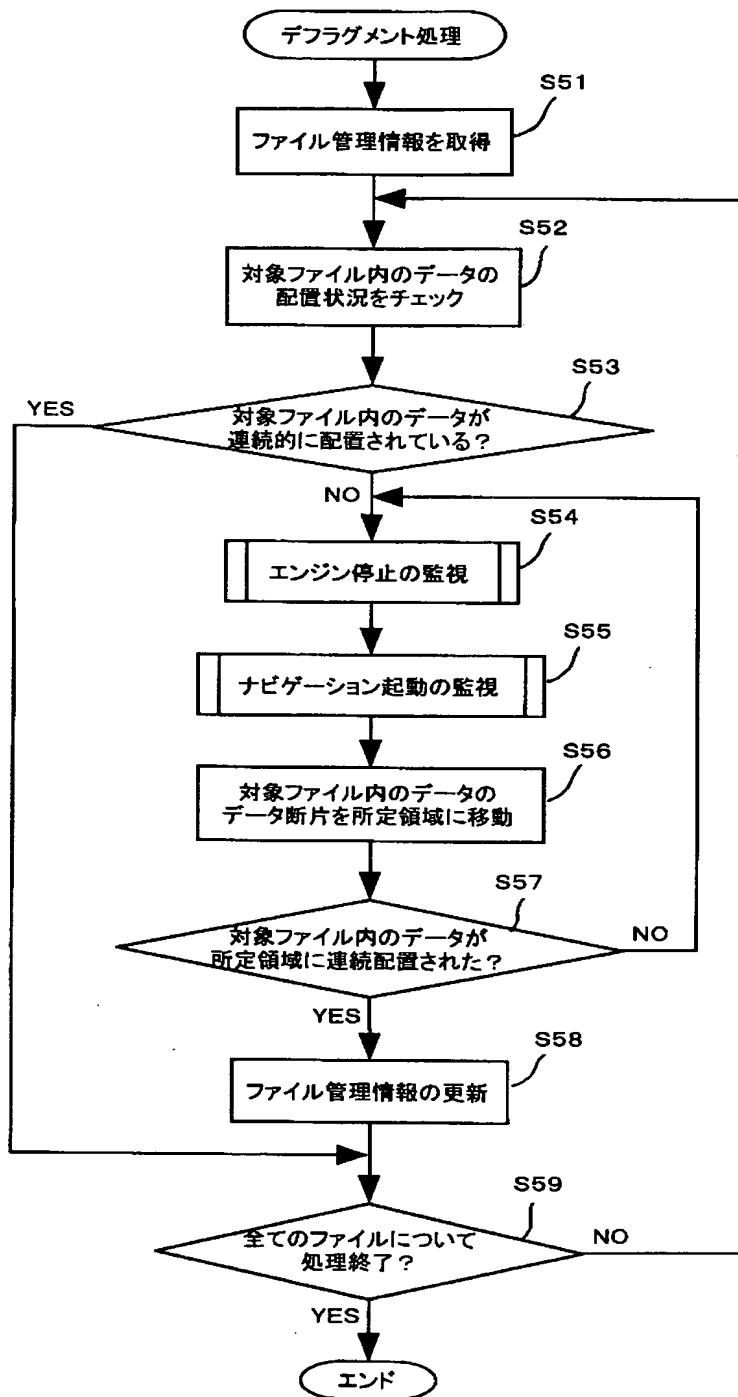 デフラグメント処理
S51
ファイル管理情報を取得
S52
対象ファイル内のデータの
配置状況をチェック
S53
YES
対象ファイル内のデータが
連続的に配置されている？
NO
S54
エンジン停止の監視
S55
ナビゲーション起動の監視
S56
対象ファイル内のデータの
データ断片を所定領域に移動
S57
対象ファイル内のデータが
所定領域に連続配置された？
NO
YES
S58
ファイル管理情報の更新
S59
全てのファイルについて
処理終了？
NO
YES
エンド